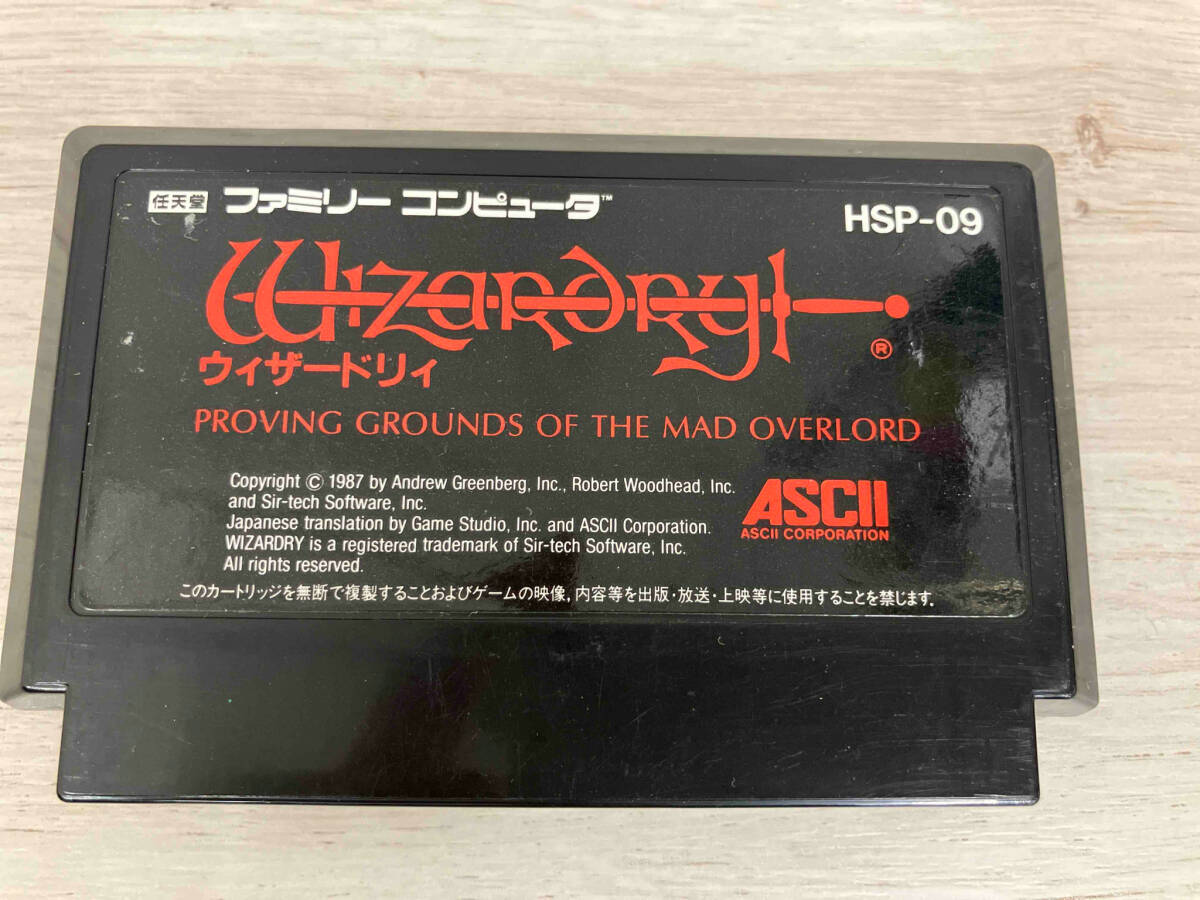 任天堂 ファミリー コンピュータ™
HSP-09
Wizardry
®
ウィザードリィ
PROVING GROUNDS OF THE MAD OVERLORD
Copyright © 1987 by Andrew Greenberg, Inc., Robert Woodhead, Inc.
and Sir-tech Software, Inc.
Japanese translation by Game Studio, Inc. and ASCII Corporation.
WIZARDRY is a registered trademark of Sir-tech Software, Inc.
All rights reserved.
ASCII
ASCII CORPORATION
このカートリッジを無断で複製することおよびゲームの映像,内容等を出版・放送・上映等に使用することを禁じます.